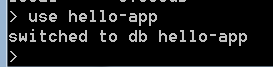 > use hello-app
switched to db hello-app
>